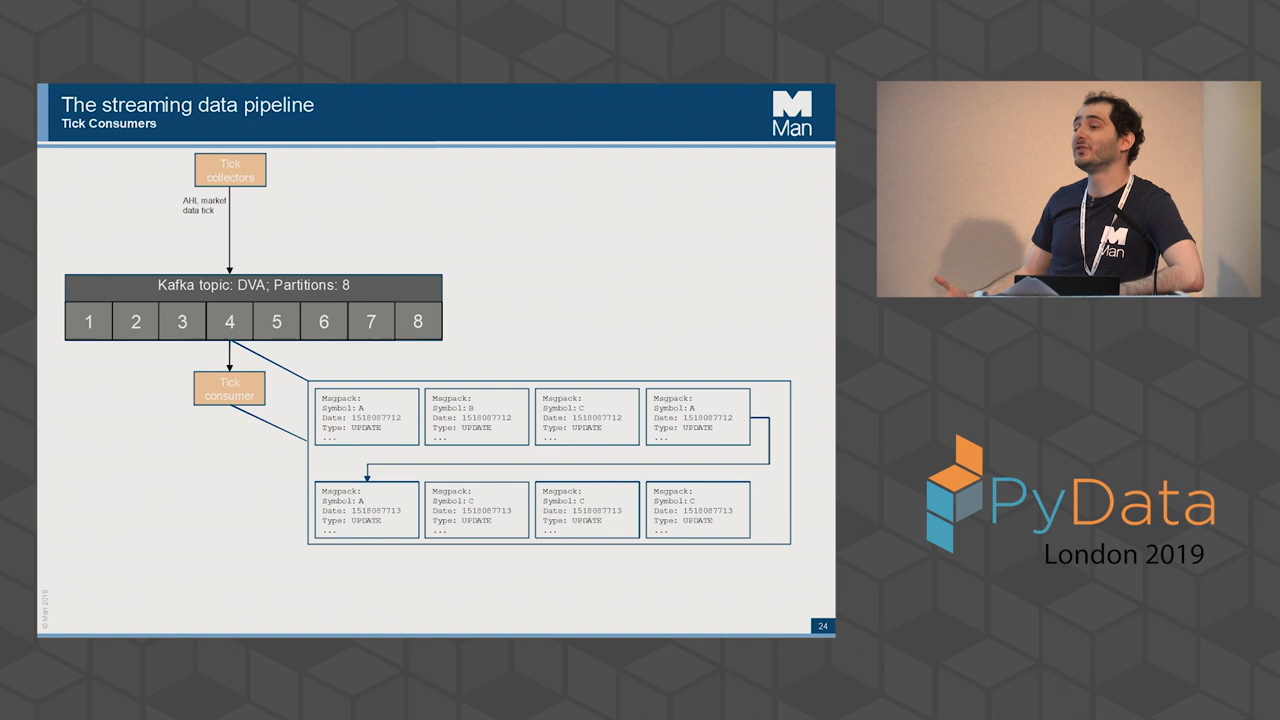 The streaming data pipeline
Tick Consumers
Man
Tick
collectors
AHL market
data tick
Kafka topic: DVA; Partitions: 8
1 2 3 4 5 6 7 8
Tick
consumer
Msgpack:
Symbol: A
Date: 1518087712
Type: UPDATE
...
Msgpack:
Symbol: B
Date: 1518087712
Type: UPDATE
...
Msgpack:
Symbol: C
Date: 1518087712
Type: UPDATE
...
Msgpack:
Symbol: A
Date: 1518087712
Type: UPDATE
...
Msgpack:
Symbol: A
Date: 1518087713
Type: UPDATE
...
Msgpack:
Symbol: C
Date: 1518087713
Type: UPDATE
...
Msgpack:
Symbol: C
Date: 1518087713
Type: UPDATE
...
Msgpack:
Symbol: C
Date: 1518087713
Type: UPDATE
...
© Man 2019
24
Man
PyData
London 2019